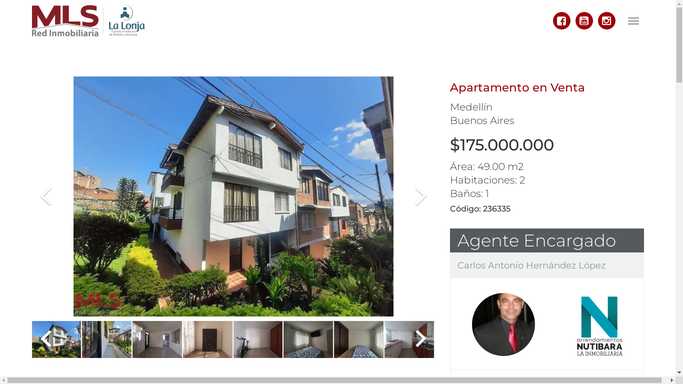 MLS
Red Inmobiliaria
La Lonja
Apartamento en Venta
Medellín
Buenos Aires
$175.000.000
Área: 49.00 m2
Habitaciones: 2
Baños: 1
Código: 236335
MLS
Agente Encargado
Carlos Antonio Hernández López
N
arrendamientos
NUTIBARA
LA INMOBILIARIA